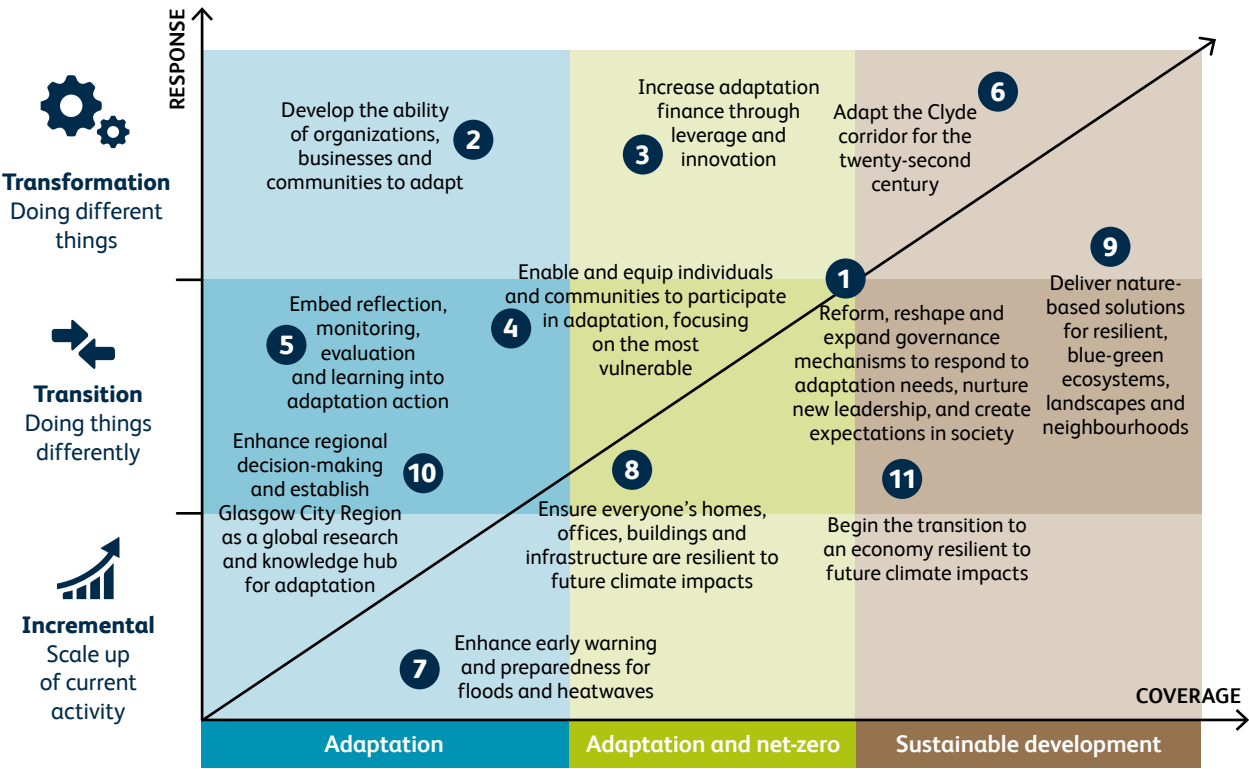 RESPONSE
Transformation
Doing different
things
Transition
Doing things
differently
Incremental
Scale up
of current
activity
Develop the ability
of organizations,
businesses and
communities to adapt
2
Increase adaptation
finance through
leverage and
innovation
3
Adapt the Clyde
corridor for the
twenty-second
century
6
Embed reflection,
monitoring,
evaluation
and learning into
adaptation action
5
Enable and equip individuals
and communities to participate
in adaptation, focusing
on the most
vulnerable
4
1
Reform, reshape and
expand governance
mechanisms to respond to
adaptation needs, nurture
new leadership, and create
expectations in society
9
Deliver nature-
based solutions
for resilient,
blue-green
ecosystems,
landscapes and
neighbourhoods
Enhance regional
decision-making
and establish
Glasgow City Region
as a global research
and knowledge hub
for adaptation
10
8
Ensure everyone’s homes,
offices, buildings and
infrastructure are resilient to
future climate impacts
11
Begin the transition to
an economy resilient to
future climate impacts
7
Enhance early warning
and preparedness for
floods and heatwaves
COVERAGE
Adaptation
Adaptation and net-zero
Sustainable development